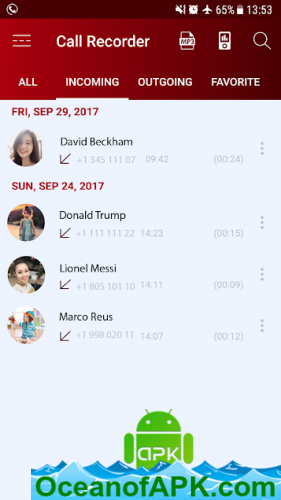 65% 13:53
Call Recorder
MP3
ALL INCOMING OUTGOING FAVORITE
FRI, SEP 29, 2017
David Beckham
+1 345 111 07 09:42 (00:24)
SUN, SEP 24, 2017
Donald Trump
+1 111 111 22 14:23 (00:15)
Lionel Messi
+1 805 101 10 14:11 (00:09)
Marco Reus
+1 998 020 11 14:07 (00:12)
APK
OceanofAPK.com